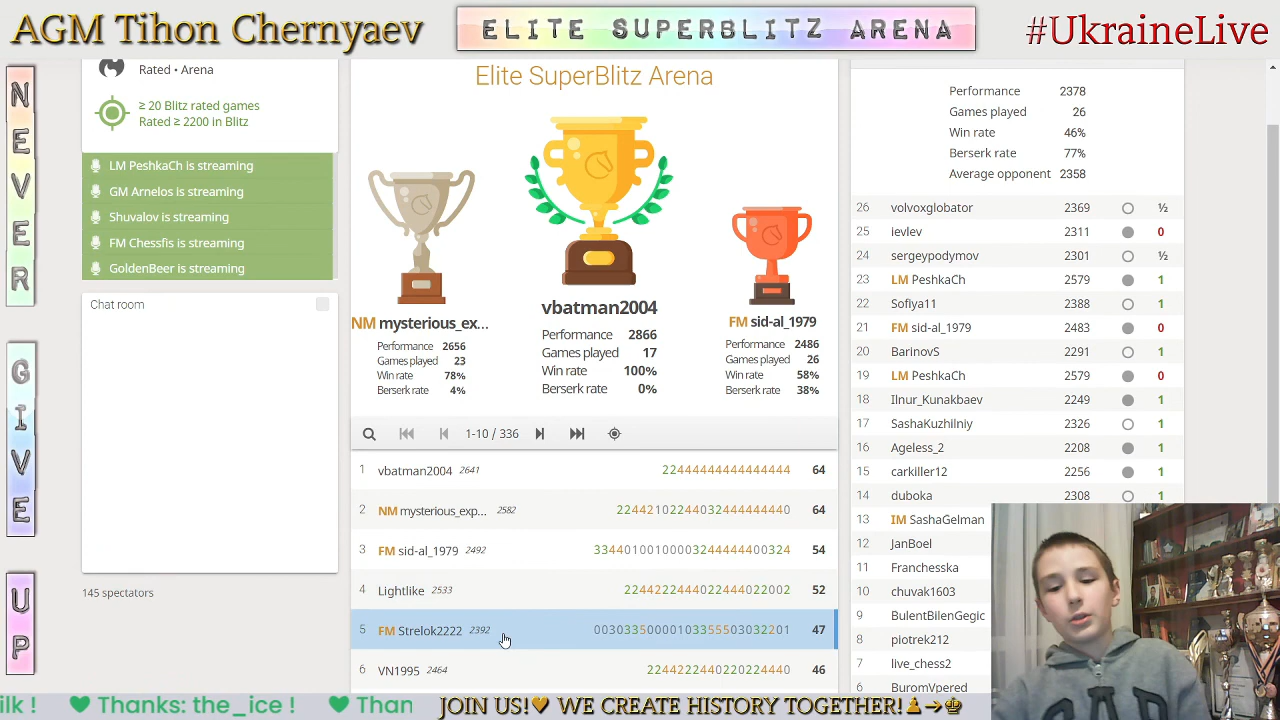 AGM Tihon Chernyaev
ELITE SUPERBLITZ ARENA
#UkraineLive
NEVER
GIVE
UP
Rated • Arena
≥ 20 Blitz rated games
Rated ≥ 2200 in Blitz
LM PeshkaCh is streaming
GM Arnelos is streaming
Shuvalov is streaming
FM Chessfis is streaming
GoldenBeer is streaming
Chat room
145 spectators
Elite SuperBlitz Arena
NM mysterious_ex...
Performance 2656
Games played 23
Win rate 78%
Berserk rate 4%
vbatman2004
Performance 2866
Games played 17
Win rate 100%
Berserk rate 0%
FM sid-al_1979
Performance 2486
Games played 26
Win rate 58%
Berserk rate 38%
1-10 / 336
1 vbatman2004 2641 22444444444444444 64
2 NM mysterious_exp... 2582 22442102244032444444440 64
3 FM sid-al_1979 2492 33440100100003244444400324 54
4 Lightlike 2533 2244222444022444022002 52
5 FM Strelok2222 2392 00303350000103355503032201 47
6 VN1995 2464 2244222440220224440 46
Performance 2378
Games played 26
Win rate 46%
Berserk rate 77%
Average opponent 2358
26 volvoxglobator 2369 ½
25 ievlev 2311 0
24 sergeypodymov 2301 ½
23 LM PeshkaCh 2579 1
22 Sofiya11 2388 1
21 FM sid-al_1979 2483 0
20 BarinovS 2291 1
19 LM PeshkaCh 2579 0
18 Ilnur_Kunakbaev 2249 1
17 SashaKuzhilniy 2326 1
16 Ageless_2 2208 1
15 carkiller12 2256 1
14 duboka 2308 1
13 IM SashaGelman
12 JanBoel
11 Franchesska
10 chuvak1603
9 BulentBilenGegic
8 piotrek212
7 live_chess2
6 BuromVpered
ilk ! ♥ Thanks: the_ice ! ♥ Than
JOIN US!♥ WE CREATE HISTORY TOGETHER!♟→♚